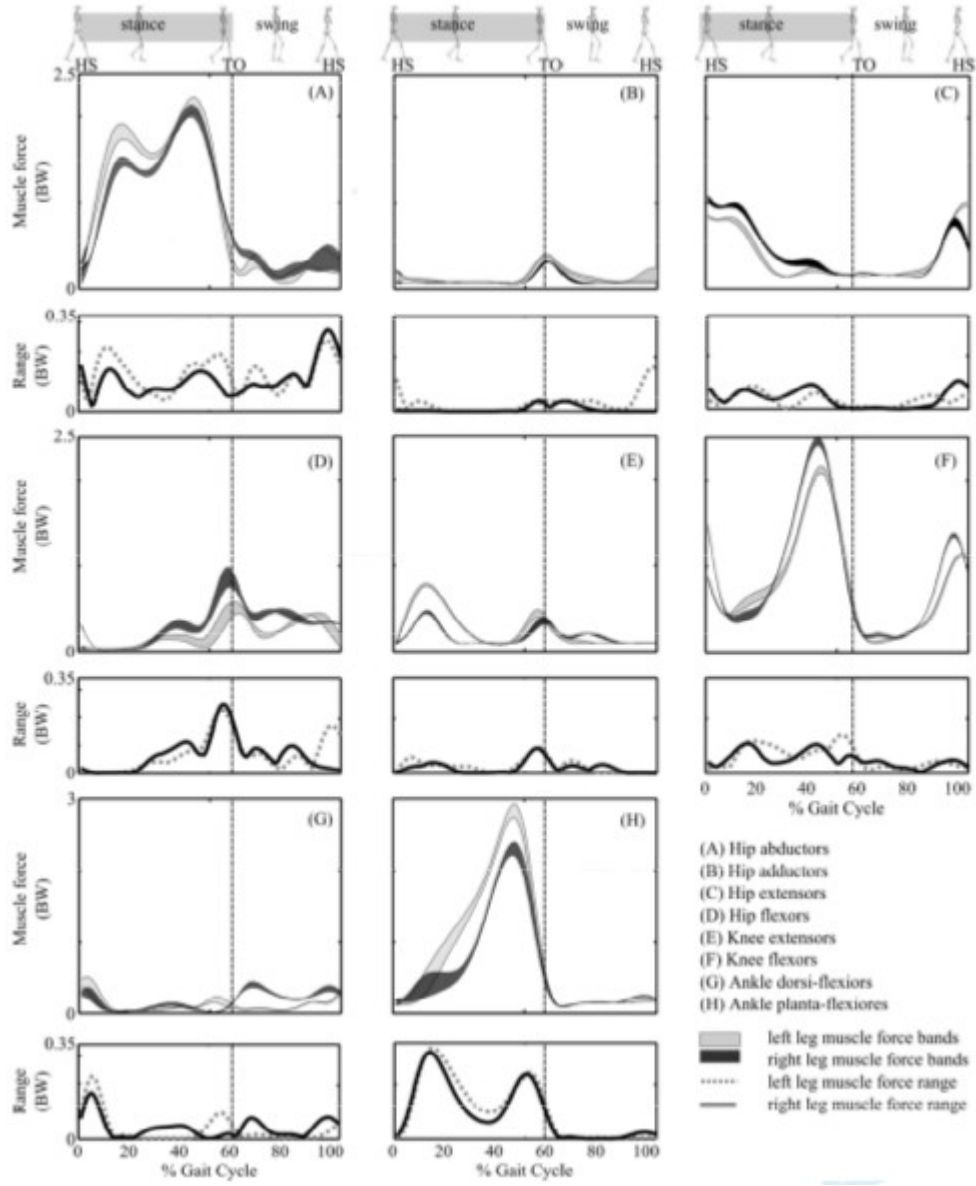 stance swing stance swing
HS TO HS HS TO HS TO HS
2.5 (A) (B) (C)
Muscle force
(BW)
0
0.35
Range
(BW)
0
2.5 (D) (E) (F)
Muscle force
(BW)
0
0.35
Range
(BW)
0
0 20 40 60 80 100
% Gait Cycle
3 (G) (H)
Muscle force
(BW)
0
0.35
Range
(BW)
0
0 20 40 60 80 100 0 20 40 60 80 100
% Gait Cycle % Gait Cycle
(A) Hip abductors
(B) Hip adductors
(C) Hip extensors
(D) Hip flexors
(E) Knee extensors
(F) Knee flexors
(G) Ankle dorsi-flexiors
(H) Ankle planta-flexiores
left leg muscle force bands
right leg muscle force bands
left leg muscle force range
right leg muscle force range